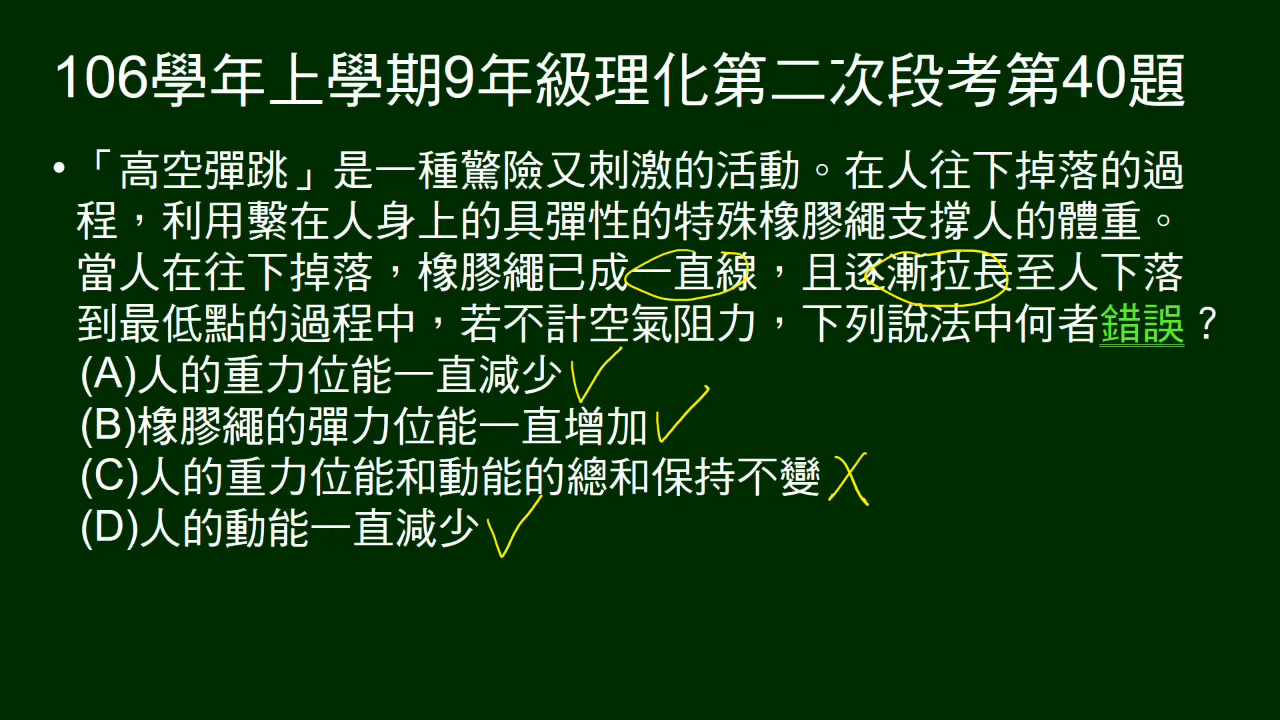 106學年上學期9年級理化第二次段考第40題
•「高空彈跳」是一種驚險又刺激的活動。在人往下掉落的過
程，利用繫在人身上的具彈性的特殊橡膠繩支撐人的體重。
當人在往下掉落，橡膠繩已成一直線，且逐漸拉長至人下落
到最低點的過程中，若不計空氣阻力，下列說法中何者錯誤？
(A)人的重力位能一直減少
(B)橡膠繩的彈力位能一直增加
(C)人的重力位能和動能的總和保持不變
(D)人的動能一直減少